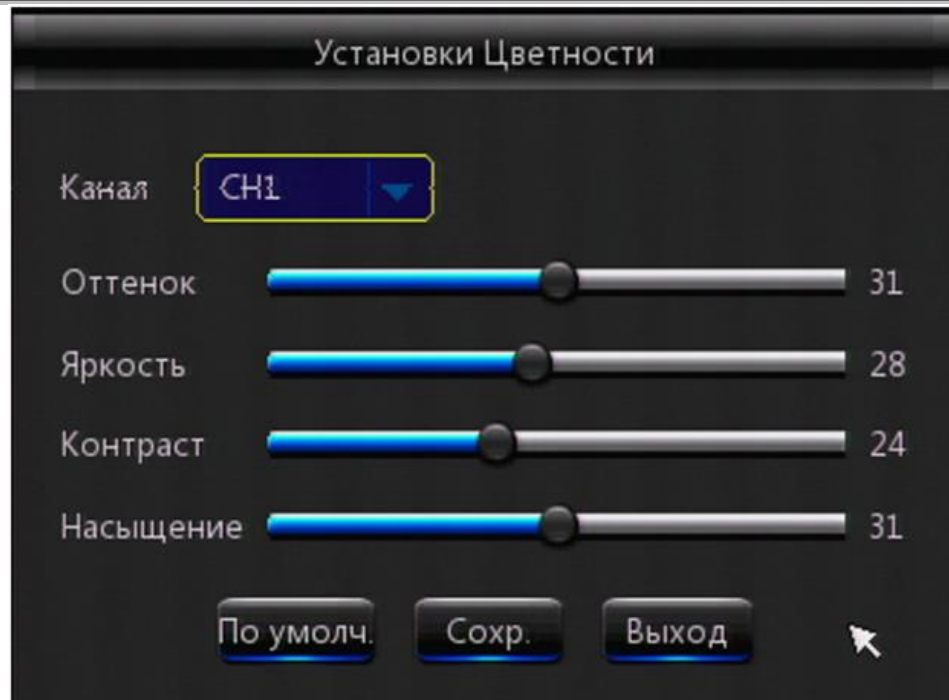 Установки Цветности
Канал CH1
Оттенок 31
Яркость 28
Контраст 24
Насыщение 31
По умолч. Сохр. Выход